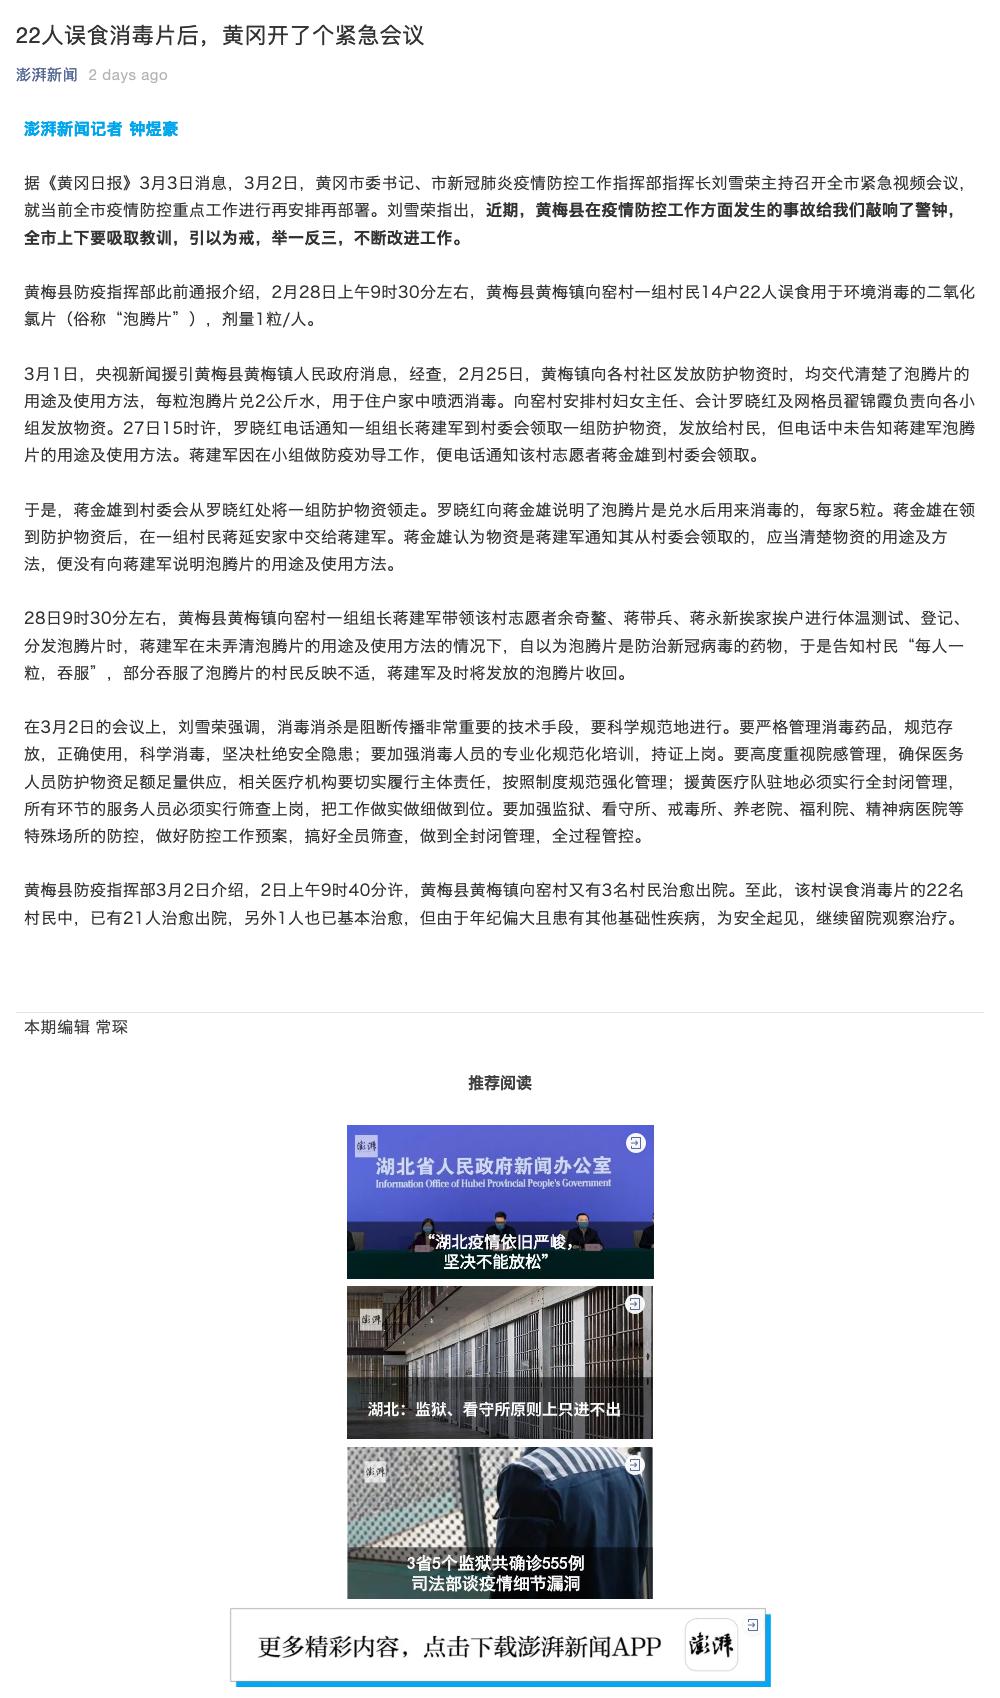 22人误食消毒片后，黄冈开了个紧急会议
澎湃新闻 2 days ago
澎湃新闻记者 钟煜豪
据《黄冈日报》3月3日消息，3月2日，黄冈市委书记、市新冠肺炎疫情防控工作指挥部指挥长刘雪荣主持召开全市紧急视频会议，
就当前全市疫情防控重点工作进行再安排再部署。刘雪荣指出，近期，黄梅县在疫情防控工作方面发生的事故给我们敲响了警钟，
全市上下要吸取教训，引以为戒，举一反三，不断改进工作。
黄梅县防疫指挥部此前通报介绍，2月28日上午9时30分左右，黄梅县黄梅镇向窑村一组村民14户22人误食用于环境消毒的二氧化
氯片（俗称“泡腾片”），剂量1粒/人。
3月1日，央视新闻援引黄梅县黄梅镇人民政府消息，经查，2月25日，黄梅镇向各村社区发放防护物资时，均交代清楚了泡腾片的
用途及使用方法，每粒泡腾片兑2公斤水，用于住户家中喷洒消毒。向窑村安排村妇女主任、会计罗晓红及网格员翟锦霞负责向各小
组发放物资。27日15时许，罗晓红电话通知一组组长蒋建军到村委会领取一组防护物资，发放给村民，但电话中未告知蒋建军泡腾
片的用途及使用方法。蒋建军因在小组做防疫劝导工作，便电话通知该村志愿者蒋金雄到村委会领取。
于是，蒋金雄到村委会从罗晓红处将一组防护物资领走。罗晓红向蒋金雄说明了泡腾片是兑水后用来消毒的，每家5粒。蒋金雄在领
到防护物资后，在一组村民蒋延安家中交给蒋建军。蒋金雄认为物资是蒋建军通知其从村委会领取的，应当清楚物资的用途及方
法，便没有向蒋建军说明泡腾片的用途及使用方法。
28日9时30分左右，黄梅县黄梅镇向窑村一组组长蒋建军带领该村志愿者余奇鳌、蒋带兵、蒋永新挨家挨户进行体温测试、登记、
分发泡腾片时，蒋建军在未弄清泡腾片的用途及使用方法的情况下，自以为泡腾片是防治新冠病毒的药物，于是告知村民“每人一
粒，吞服”，部分吞服了泡腾片的村民反映不适，蒋建军及时将发放的泡腾片收回。
在3月2日的会议上，刘雪荣强调，消毒消杀是阻断传播非常重要的技术手段，要科学规范地进行。要严格管理消毒药品，规范存
放，正确使用，科学消毒，坚决杜绝安全隐患；要加强消毒人员的专业化规范化培训，持证上岗。要高度重视院感管理，确保医务
人员防护物资足额足量供应，相关医疗机构要切实履行主体责任，按照制度规范强化管理；援黄医疗队驻地必须实行全封闭管理，
所有环节的服务人员必须实行筛查上岗，把工作做实做细做到位。要加强监狱、看守所、戒毒所、养老院、福利院、精神病医院等
特殊场所的防控，做好防控工作预案，搞好全员筛查，做到全封闭管理，全过程管控。
黄梅县防疫指挥部3月2日介绍，2日上午9时40分许，黄梅县黄梅镇向窑村又有3名村民治愈出院。至此，该村误食消毒片的22名
村民中，已有21人治愈出院，另外1人也已基本治愈，但由于年纪偏大且患有其他基础性疾病，为安全起见，继续留院观察治疗。
本期编辑 常琛
推荐阅读
澎湃
湖北省人民政府新闻办公室
Information Office of Hubei Provincial People's Government
“湖北疫情依旧严峻，
坚决不能放松”
澎湃
湖北：监狱、看守所原则上只进不出
澎湃
3省5个监狱共确诊555例
司法部谈疫情细节漏洞
更多精彩内容，点击下载澎湃新闻APP 澎湃